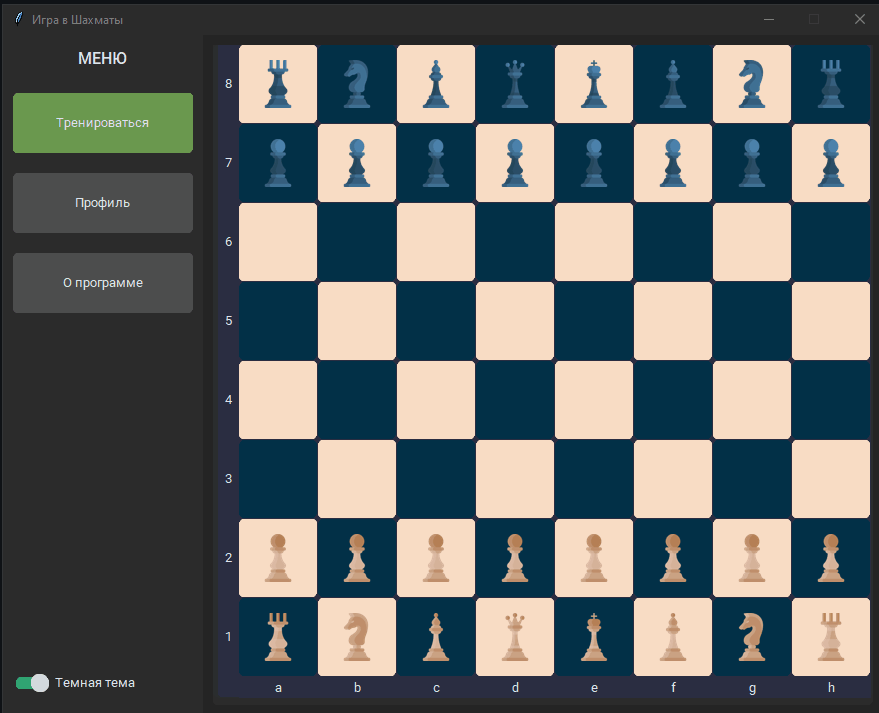 Игра в Шахматы
МЕНЮ
Тренироваться
Профиль
О программе
Темная тема
8
7
6
5
4
3
2
1
a b c d e f g h